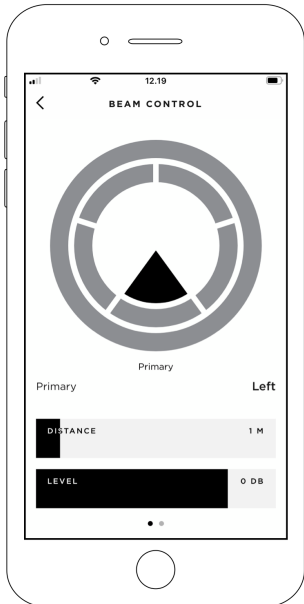 12.19
BEAM CONTROL
Primary
Primary Left
DISTANCE 1 M
LEVEL 0 DB